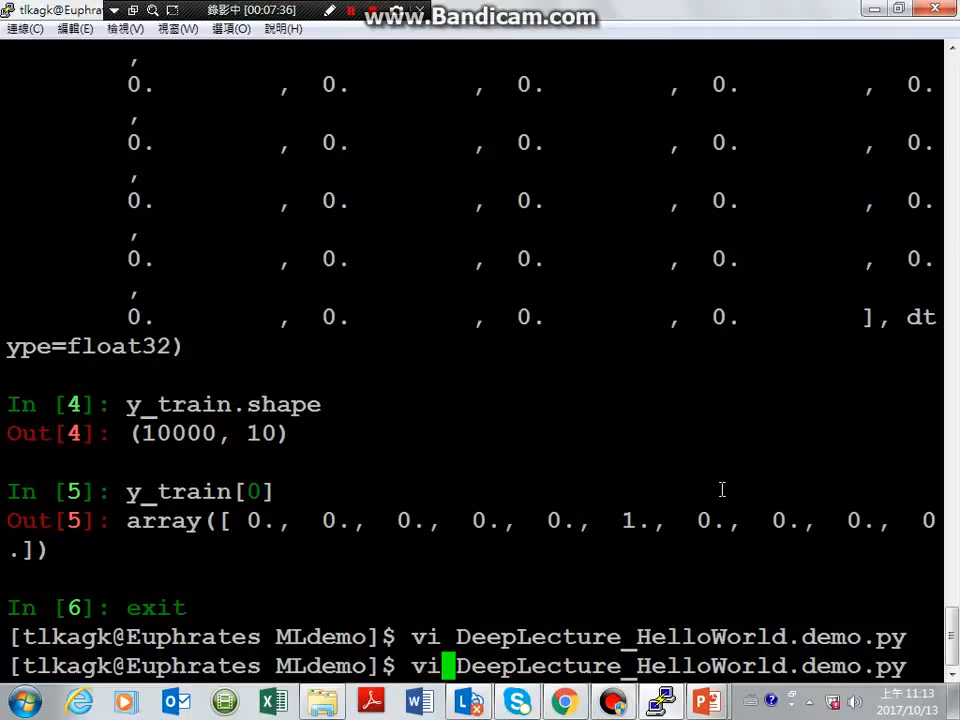 tlkagk@Euphra
錄影中 [00:07:36]
www.Bandicam.com
連線(C) 編輯(E) 檢視(V) 視窗(W) 選項(O) 說明(H)
,
0. , 0. , 0. , 0. , 0.
,
0. , 0. , 0. , 0. , 0.
,
0. , 0. , 0. , 0. , 0.
,
0. , 0. , 0. , 0. , 0.
,
0. , 0. , 0. , 0. ], dt
ype=float32)
In [4]: y_train.shape
Out[4]: (10000, 10)
In [5]: y_train[0]
Out[5]: array([ 0., 0., 0., 0., 0., 1., 0., 0., 0., 0
.])
In [6]: exit
[tlkagk@Euphrates MLdemo]$ vi DeepLecture_HelloWorld.demo.py
[tlkagk@Euphrates MLdemo]$ vi DeepLecture_HelloWorld.demo.py
上午 11:13
2017/10/13